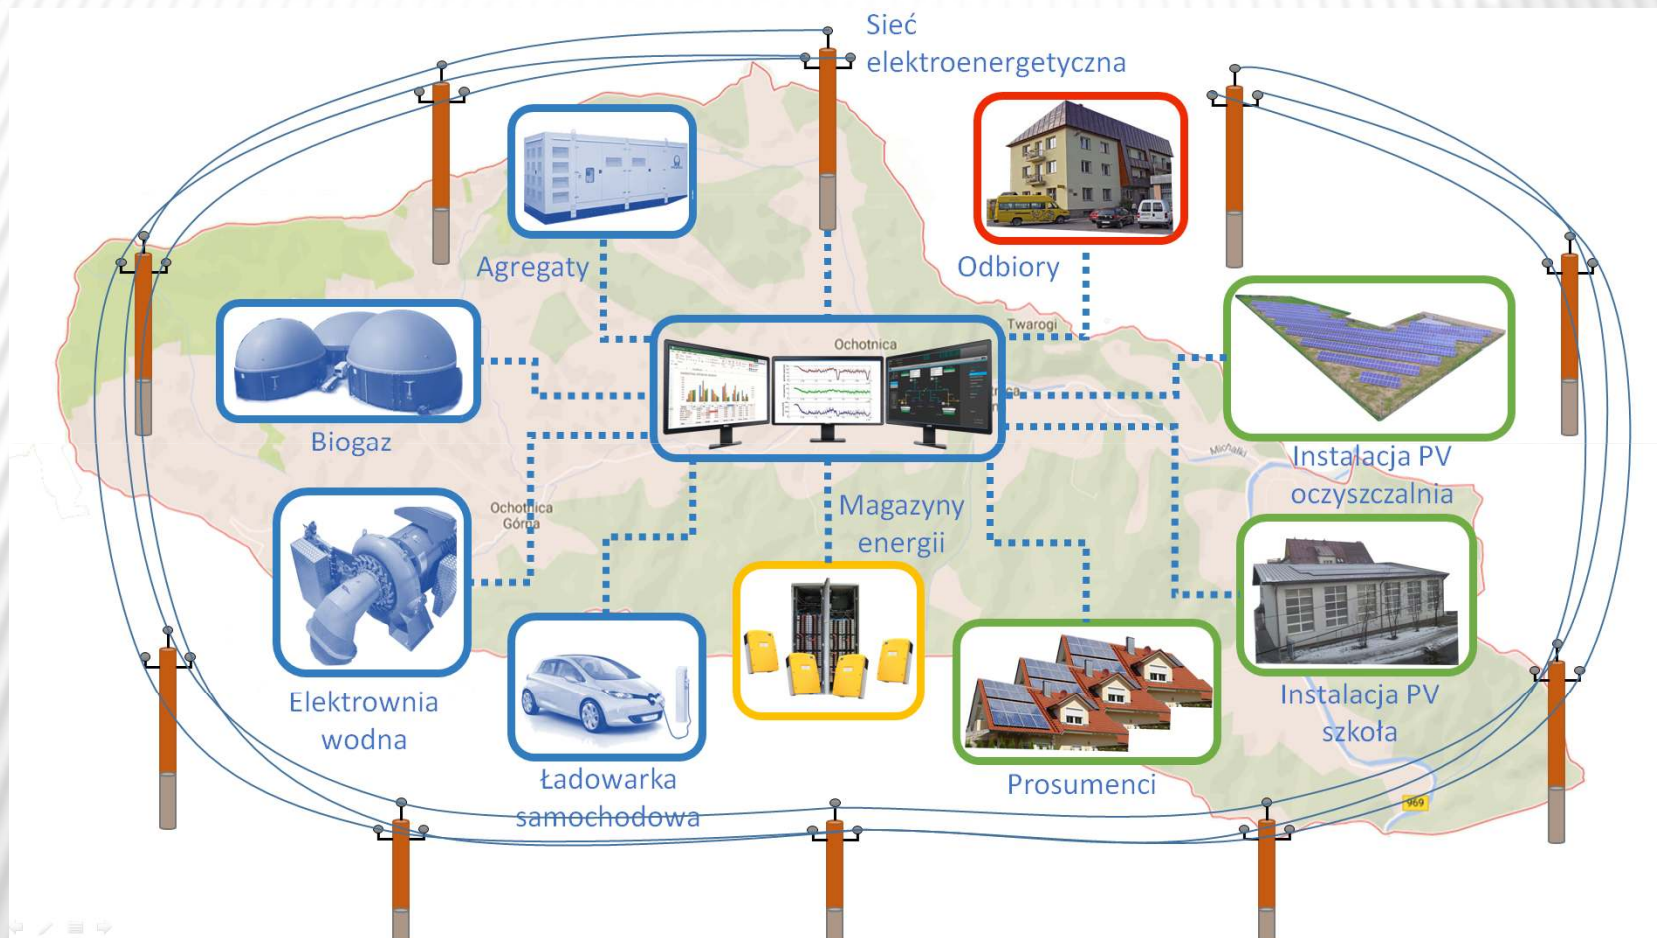 Sieć
elektroenergetyczna
Agregaty
Odbiory
Twarogi
Ochotnica
Biogaz
Michałki
Instalacja PV
oczyszczalnia
Ochotnica
Górna
Magazyny
energii
Elektrownia
wodna
Instalacja PV
szkoła
Ładowarka
samochodowa
Prosumenci
969